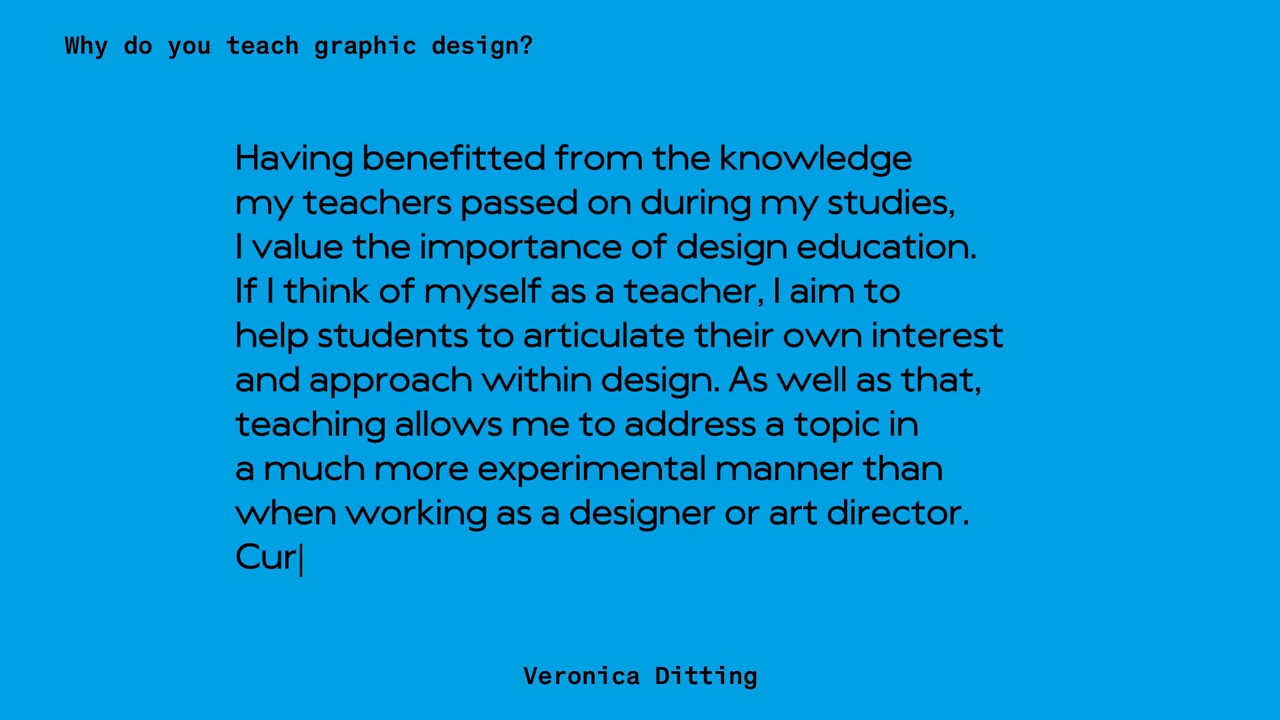 Why do you teach graphic design?
Having benefitted from the knowledge
my teachers passed on during my studies,
I value the importance of design education.
If I think of myself as a teacher, I aim to
help students to articulate their own interest
and approach within design. As well as that,
teaching allows me to address a topic in
a much more experimental manner than
when working as a designer or art director.
Cur|
Veronica Ditting